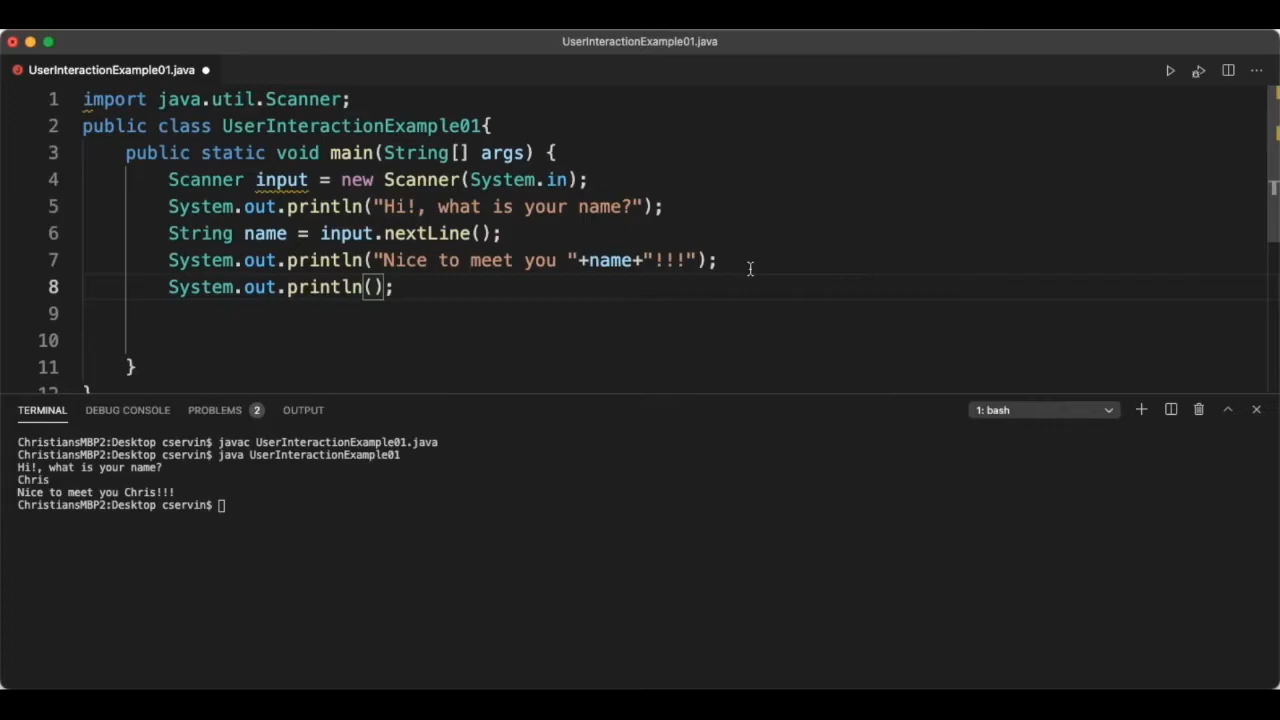 UserInteractionExample01.java
UserInteractionExample01.java
1 import java.util.Scanner;
2 public class UserInteractionExample01{
3 public static void main(String[] args) {
4 Scanner input = new Scanner(System.in);
5 System.out.println("Hi!, what is your name?");
6 String name = input.nextLine();
7 System.out.println("Nice to meet you "+name+"!!!");
8 System.out.println();
9
10
11 }
12 }
TERMINAL DEBUG CONSOLE PROBLEMS 2 OUTPUT 1: bash
ChristiansMBP2:Desktop cservin$ javac UserInteractionExample01.java
ChristiansMBP2:Desktop cservin$ java UserInteractionExample01
Hi!, what is your name?
Chris
Nice to meet you Chris!!!
ChristiansMBP2:Desktop cservin$